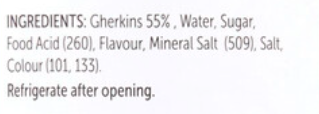 INGREDIENTS: Gherkins 55% , Water, Sugar,
Food Acid (260), Flavour, Mineral Salt (509), Salt,
Colour (101, 133).
Refrigerate after opening.